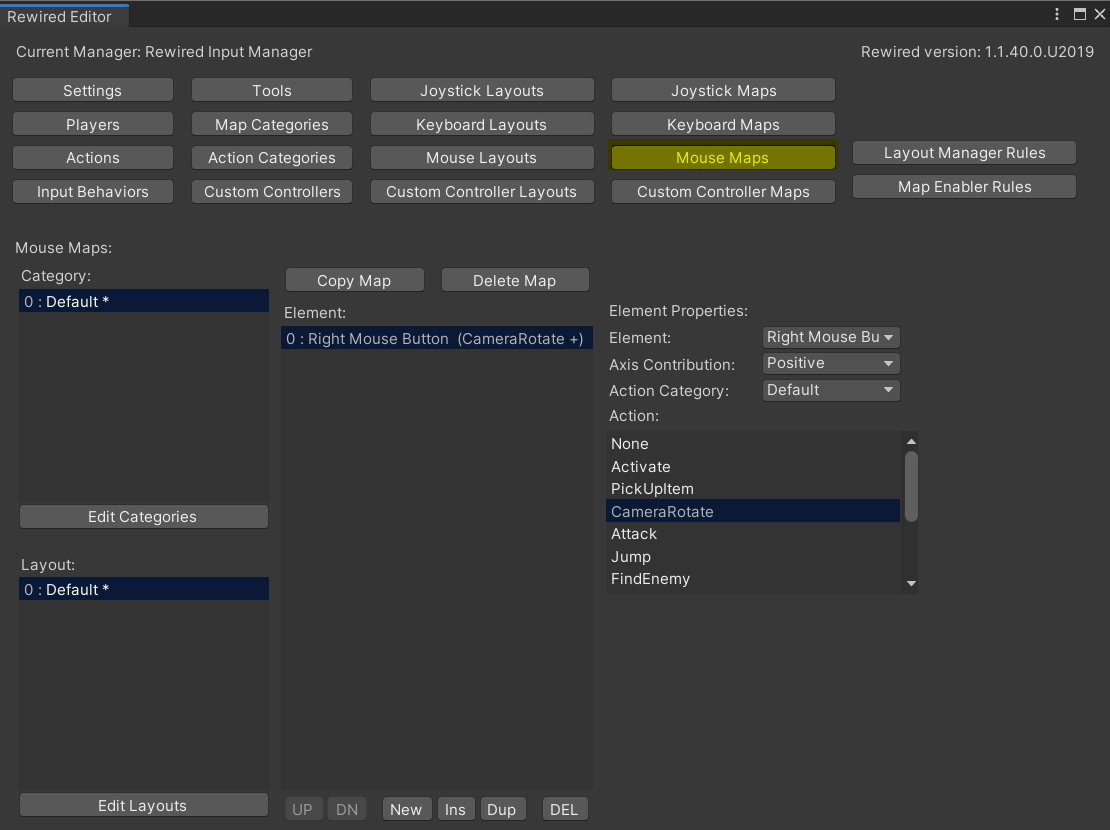 Rewired Editor
Current Manager: Rewired Input Manager
Rewired version: 1.1.40.0.U2019
Settings
Tools
Joystick Layouts
Joystick Maps
Players
Map Categories
Keyboard Layouts
Keyboard Maps
Actions
Action Categories
Mouse Layouts
Mouse Maps
Layout Manager Rules
Input Behaviors
Custom Controllers
Custom Controller Layouts
Custom Controller Maps
Map Enabler Rules
Mouse Maps:
Category:
0 : Default *
Edit Categories
Layout:
0 : Default *
Edit Layouts
Copy Map
Delete Map
Element:
0 : Right Mouse Button  (CameraRotate +)
UP
DN
New
Ins
Dup
DEL
Element Properties:
Element:
Right Mouse Bu
Axis Contribution:
Positive
Action Category:
Default
Action:
None
Activate
PickUpItem
CameraRotate
Attack
Jump
FindEnemy